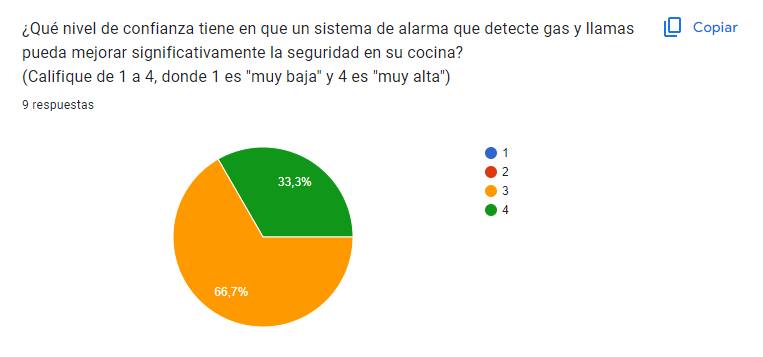 ¿Qué nivel de confianza tiene en que un sistema de alarma que detecte gas y llamas
pueda mejorar significativamente la seguridad en su cocina?
(Califique de 1 a 4, donde 1 es "muy baja" y 4 es "muy alta")
Copiar
9 respuestas
33,3%
66,7%
1
2
3
4